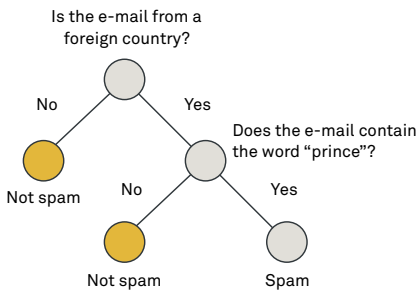 Is the e-mail from a
foreign country?
No
Yes
Does the e-mail contain
the word “prince”?
Not spam
No
Yes
Not spam
Spam